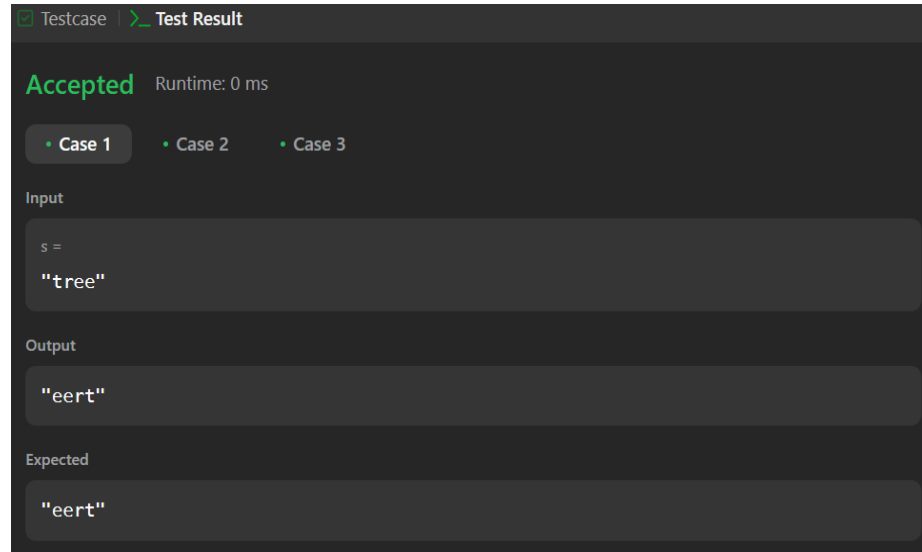 Testcase | >_ Test Result
Accepted Runtime: 0 ms
• Case 1 • Case 2 • Case 3
Input
s =
"tree"
Output
"eert"
Expected
"eert"